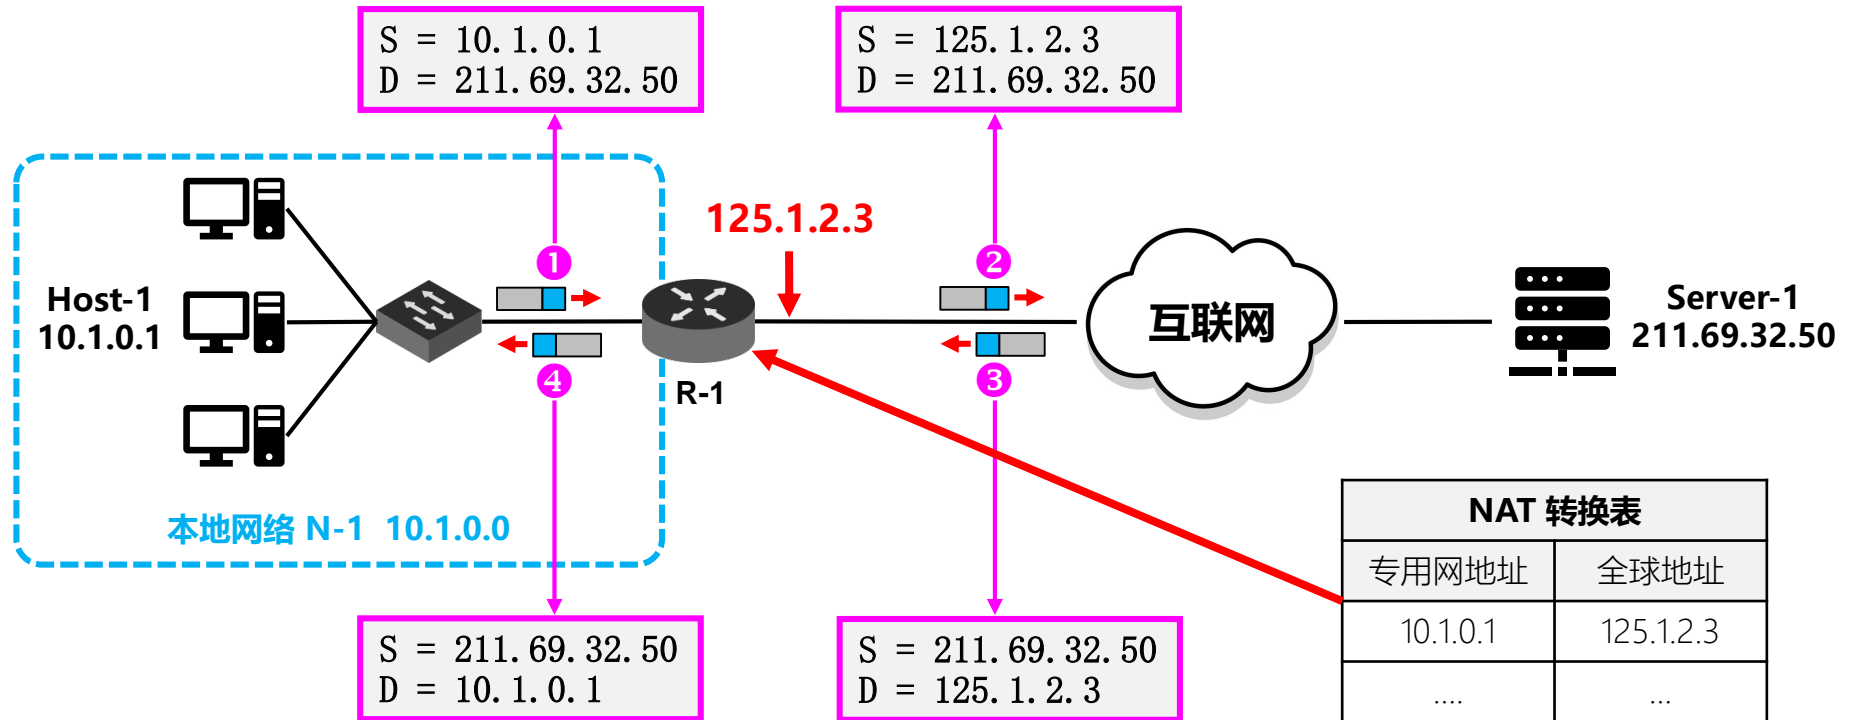 S = 10.1.0.1
D = 211.69.32.50
S = 125.1.2.3
D = 211.69.32.50
125.1.2.3
❶
❷
Host-1
10.1.0.1
互联网
Server-1
211.69.32.50
❹
❸
R-1
本地网络 N-1 10.1.0.0
NAT 转换表
专用网地址 全球地址
10.1.0.1 125.1.2.3
.... ...
S = 211.69.32.50
D = 10.1.0.1
S = 211.69.32.50
D = 125.1.2.3